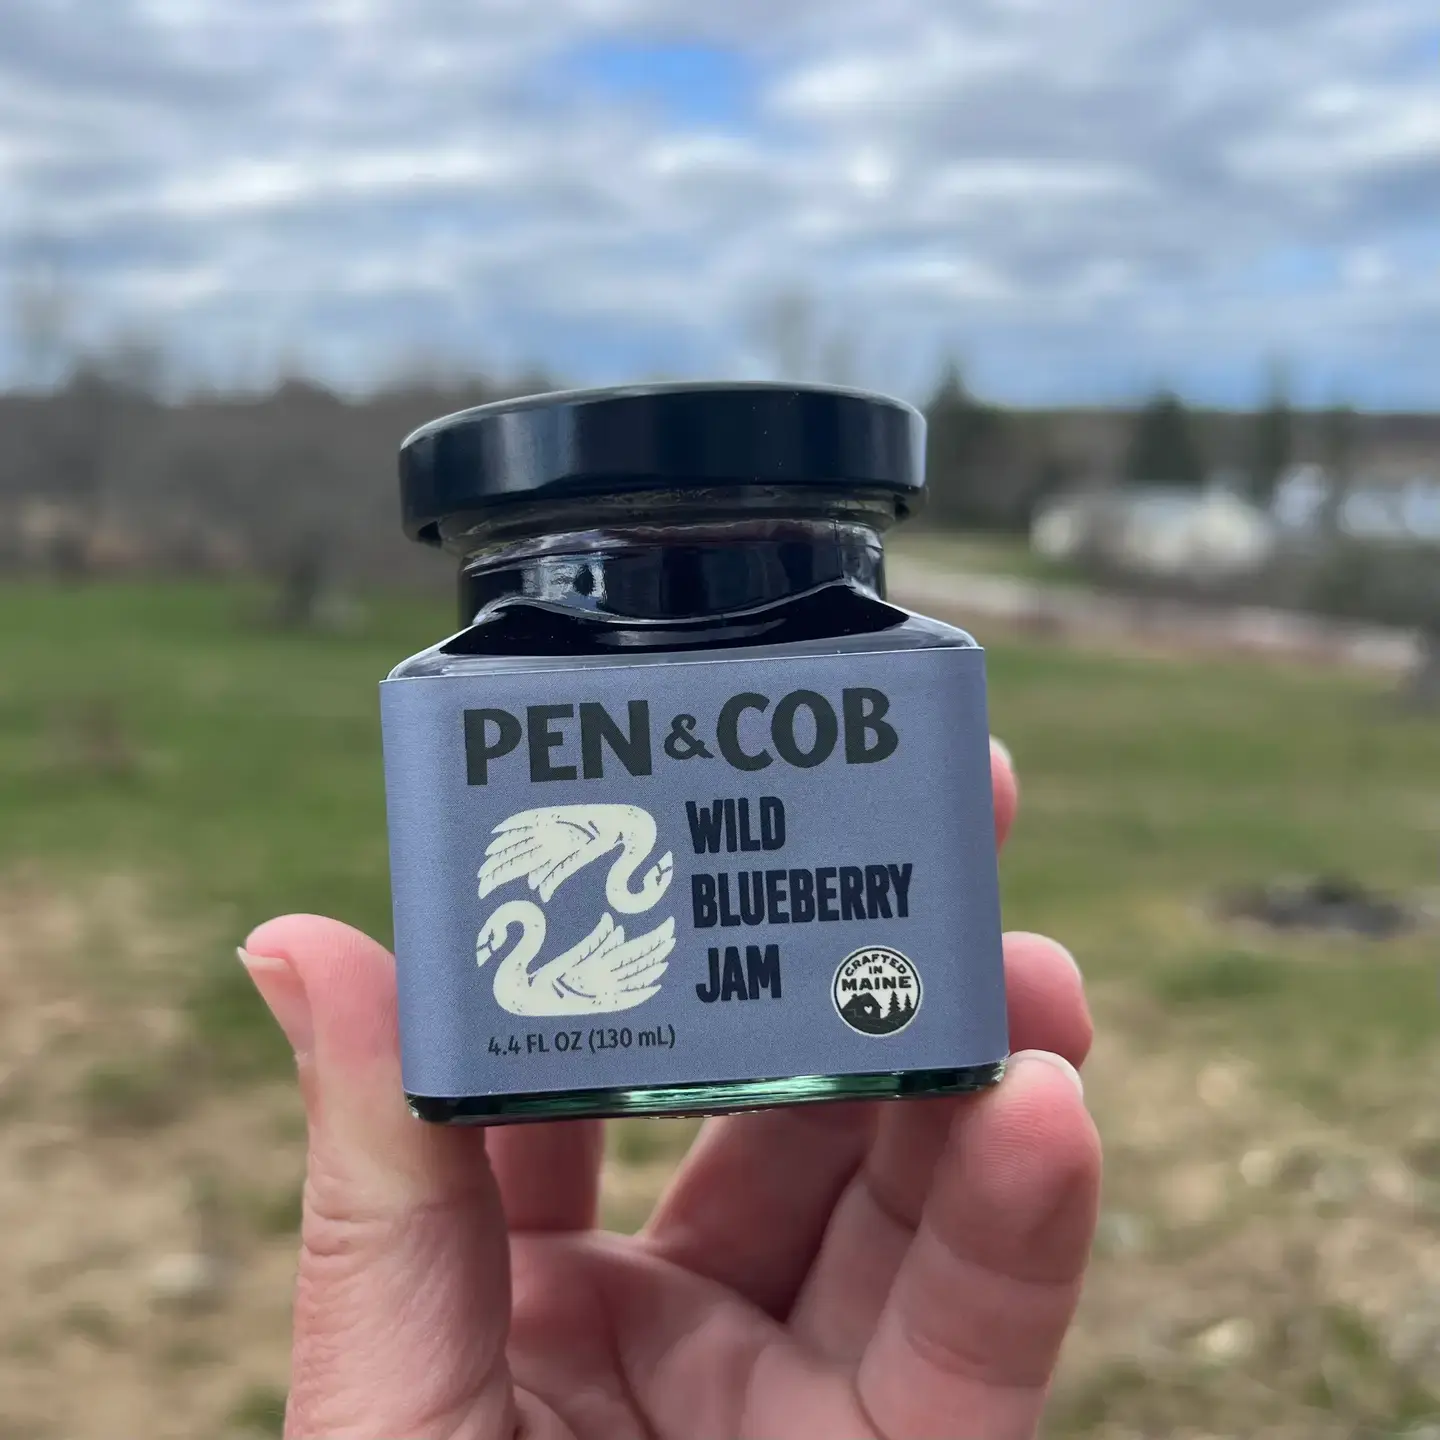 PEN & COB
WILD
BLUEBERRY
JAM
CRAFTED
IN
MAINE
4.4 FL OZ (130 mL)